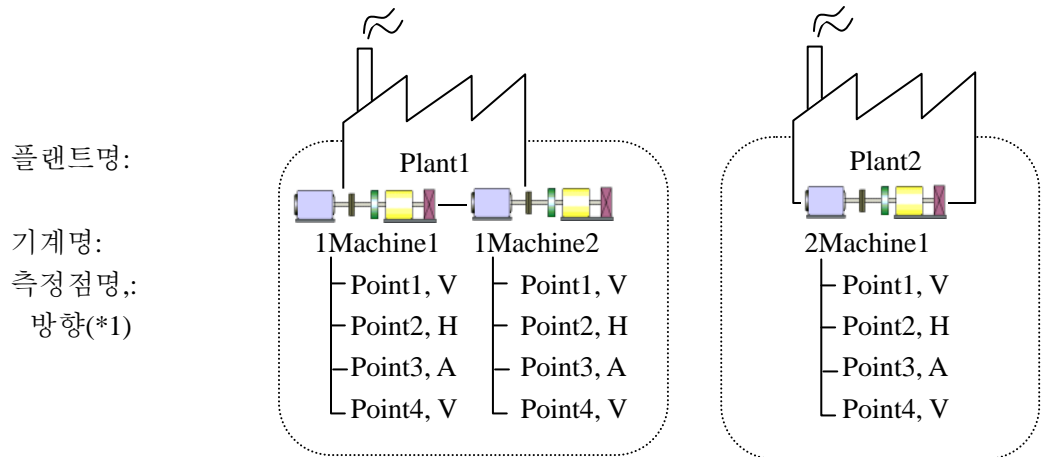 플랜트명:
Plant1
Plant2
기계명:
1Machine1
1Machine2
2Machine1
측정점명,:
방향(*1)
Point1, V
Point2, H
Point3, A
Point4, V
Point1, V
Point2, H
Point3, A
Point4, V
Point1, V
Point2, H
Point3, A
Point4, V